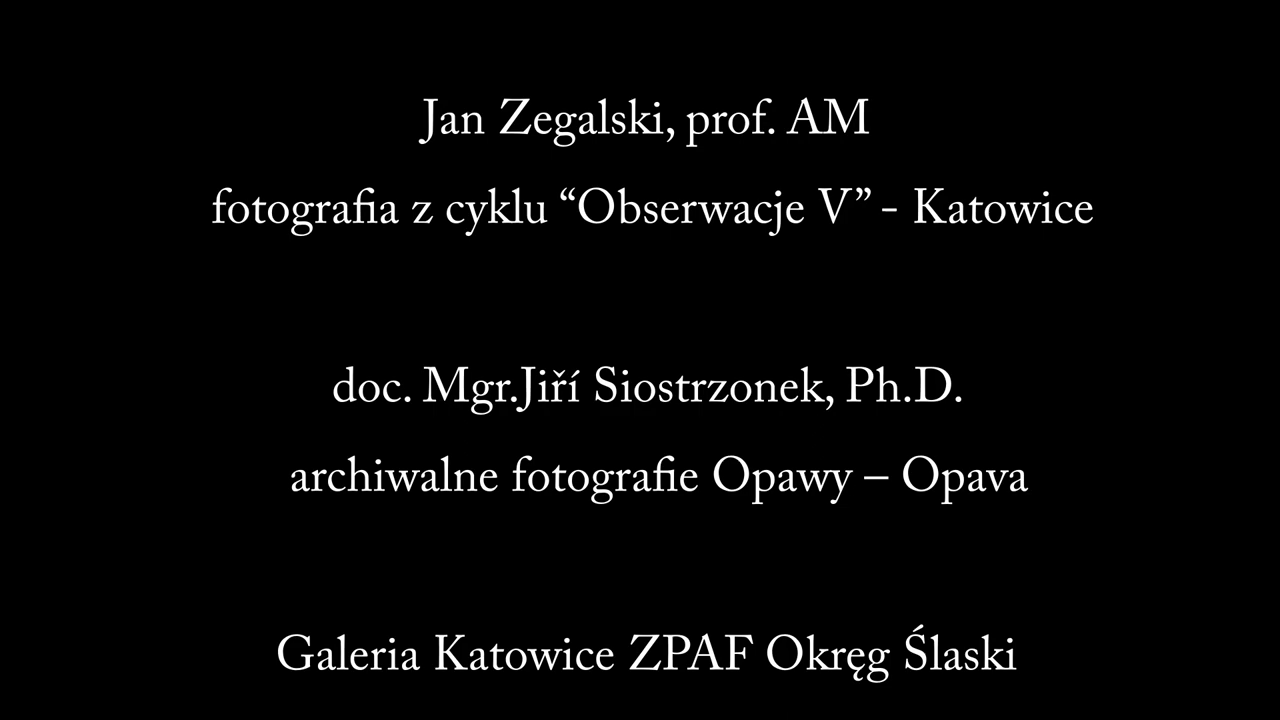 Jan Zegalski, prof. AM
fotografia z cyklu “Obserwacje V” - Katowice
doc. Mgr.Jiří Siostrzonek, Ph.D.
archiwalne fotografie Opawy – Opava
Galeria Katowice ZPAF Okręg Ślaski